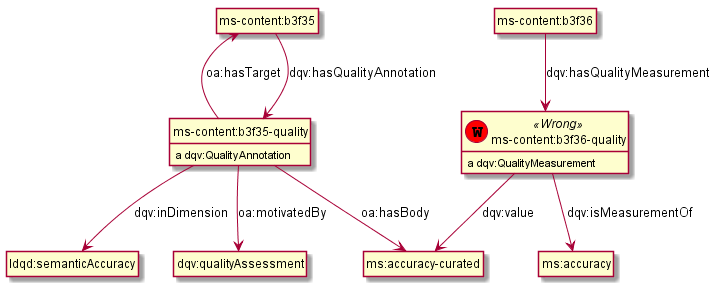 ms-content:b3f35
ms-content:b3f36
oa:hasTarget
dqv:hasQualityAnnotation
dqv:hasQualityMeasurement
ms-content:b3f35-quality
a dqv:QualityAnnotation
W
«Wrong»
ms-content:b3f36-quality
a dqv:QualityMeasurement
dqv:inDimension
oa:motivatedBy
oa:hasBody
dqv:value
dqv:isMeasurementOf
ldqd:semanticAccuracy
dqv:qualityAssessment
ms:accuracy-curated
ms:accuracy